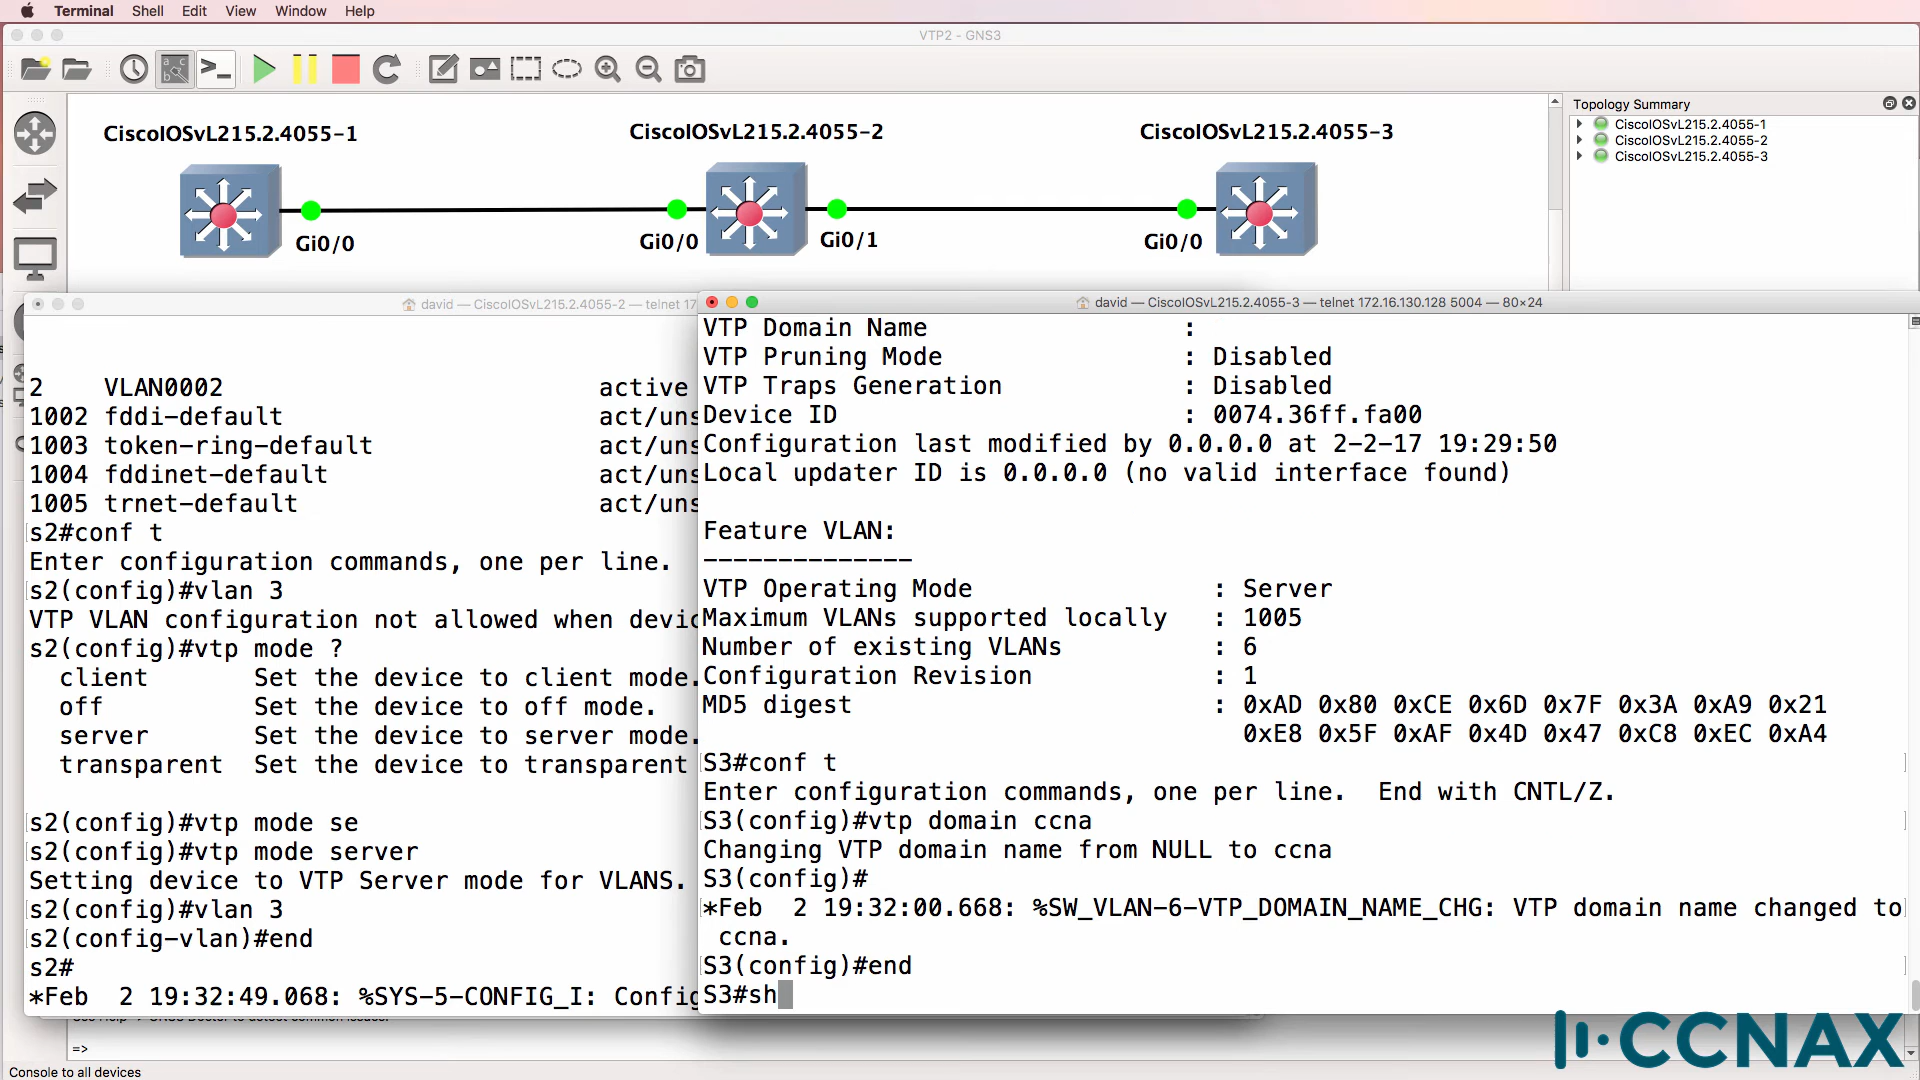 Terminal Shell Edit View Window Help
VTP2 - GNS3
Topology Summary
CiscoIOSvL215.2.4055-1
CiscoIOSvL215.2.4055-2
CiscoIOSvL215.2.4055-3
CiscoIOSvL215.2.4055-1
CiscoIOSvL215.2.4055-2
CiscoIOSvL215.2.4055-3
Gi0/0
Gi0/0
Gi0/1
Gi0/0
david — CiscoIOSvL215.2.4055-2 — telnet 17
2 VLAN0002 active
1002 fddi-default act/uns
1003 token-ring-default act/uns
1004 fddinet-default act/uns
1005 trnet-default act/uns
s2#conf t
Enter configuration commands, one per line.
s2(config)#vlan 3
VTP VLAN configuration not allowed when devic
s2(config)#vtp mode ?
client Set the device to client mode.
off Set the device to off mode.
server Set the device to server mode.
transparent Set the device to transparent
s2(config)#vtp mode se
s2(config)#vtp mode server
Setting device to VTP Server mode for VLANS.
s2(config)#vlan 3
s2(config-vlan)#end
s2#
*Feb 2 19:32:49.068: %SYS-5-CONFIG_I: Config
david — CiscoIOSvL215.2.4055-3 — telnet 172.16.130.128 5004 — 80×24
VTP Domain Name :
VTP Pruning Mode : Disabled
VTP Traps Generation : Disabled
Device ID : 0074.36ff.fa00
Configuration last modified by 0.0.0.0 at 2-2-17 19:29:50
Local updater ID is 0.0.0.0 (no valid interface found)
Feature VLAN:
--------------
VTP Operating Mode : Server
Maximum VLANs supported locally : 1005
Number of existing VLANs : 6
Configuration Revision : 1
MD5 digest : 0xAD 0x80 0xCE 0x6D 0x7F 0x3A 0xA9 0x21
0xE8 0x5F 0xAF 0x4D 0x47 0xC8 0xEC 0xA4
S3#conf t
Enter configuration commands, one per line. End with CNTL/Z.
S3(config)#vtp domain ccna
Changing VTP domain name from NULL to ccna
S3(config)#
*Feb 2 19:32:00.668: %SW_VLAN-6-VTP_DOMAIN_NAME_CHG: VTP domain name changed to
ccna.
S3(config)#end
S3#sh
=>
Console to all devices
CCNAX